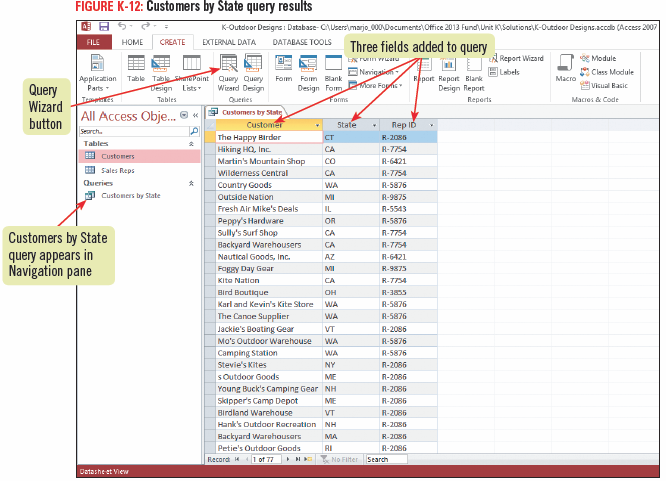 FIGURE K-12: Customers by State query results
K-Outdoor Designs : Database- C:\Users\marjo_000\Documents\Office 2013 Fund\Unit K\Solutions\K-Outdoor Designs.accdb (Access 2007
FILE HOME CREATE EXTERNAL DATA DATABASE TOOLS
Three fields added to query
Application Parts
Table
Table Design
SharePoint Lists
Query Wizard
Query Design
Form
Form Design
Blank Form
Form Wizard
Navigation
More Forms
Report
Report Design
Blank Report
Report Wizard
Labels
Macro
Module
Class Module
Visual Basic
Templates Tables Queries Forms Reports Macros & Code
Query
Wizard
button
All Access Obje...
Search...
Tables
Customers
Sales Reps
Queries
Customers by State
Customers by State
query appears in
Navigation pane
Customers by State
Customer State Rep ID
The Happy Birder CT R-2086
Hiking HQ, Inc. CA R-7754
Martin's Mountain Shop CO R-6421
Wilderness Central CA R-7754
Country Goods WA R-5876
Outside Nation MI R-9875
Fresh Air Mike's Deals IL R-5543
Peppy's Hardware OR R-5876
Sully's Surf Shop CA R-7754
Backyard Warehousers CA R-7754
Nautical Goods, Inc. AZ R-6421
Foggy Day Gear MI R-9875
Kite Nation CA R-7754
Bird Boutique OH R-3855
Karl and Kevin's Kite Store WA R-5876
The Canoe Supplier WA R-5876
Jackie's Boating Gear VT R-2086
Mo's Outdoor Warehouse WA R-5876
Camping Station WA R-5876
Stevie's Kites NY R-2086
s Outdoor Goods ME R-2086
Young Buck's Camping Gear NH R-2086
Skipper's Camp Depot ME R-2086
Birdland Warehouse VT R-2086
Hank's Outdoor Recreation NH R-2086
Backyard Warehousers MA R-2086
Petie's Outdoor Goods RI R-2086
Record: 1 of 77 No Filter Search
Datasheet View